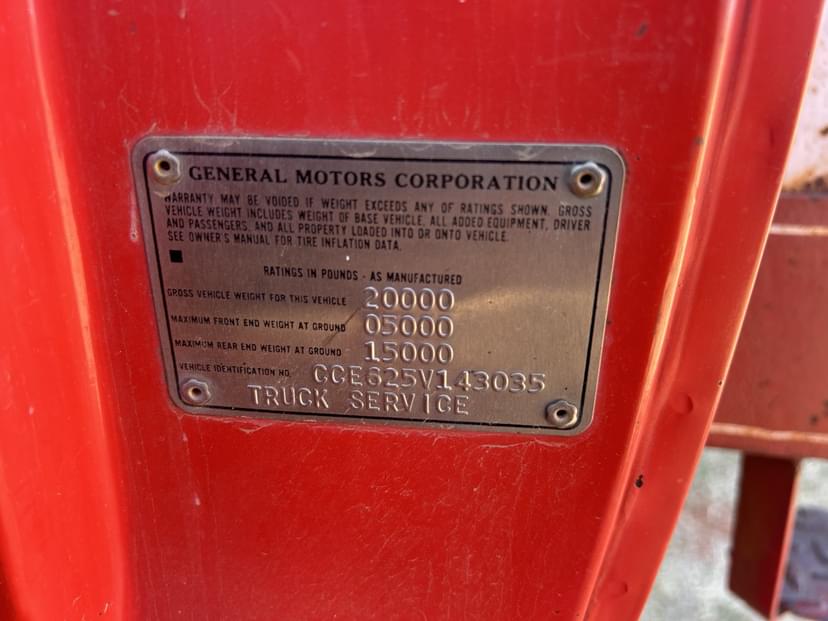 GENERAL MOTORS CORPORATION
WARRANTY MAY BE VOIDED IF WEIGHT EXCEEDS ANY OF RATINGS SHOWN. GROSS
VEHICLE WEIGHT INCLUDES WEIGHT OF BASE VEHICLE, ALL ADDED EQUIPMENT, DRIVER
AND PASSENGERS, AND ALL PROPERTY LOADED INTO OR ONTO VEHICLE.
SEE OWNER'S MANUAL FOR TIRE INFLATION DATA.
RATINGS IN POUNDS - AS MANUFACTURED
GROSS VEHICLE WEIGHT FOR THIS VEHICLE 20000
MAXIMUM FRONT END WEIGHT AT GROUND 05000
MAXIMUM REAR END WEIGHT AT GROUND 15000
VEHICLE IDENTIFICATION NO. CCE625V143035
TRUCK SERVICE